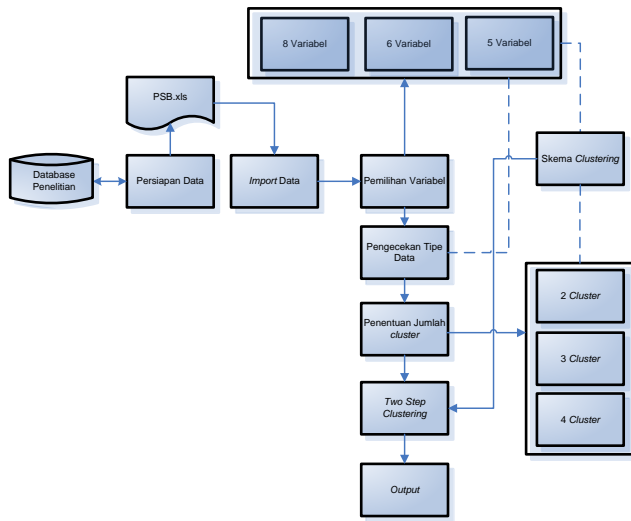 8 Variabel
6 Variabel
5 Variabel
PSB.xls
Database
Penelitian
Persiapan Data
Import Data
Pemilihan Variabel
Skema Clustering
Pengecekan Tipe
Data
Penentuan Jumlah
cluster
2 Cluster
3 Cluster
4 Cluster
Two Step
Clustering
Output